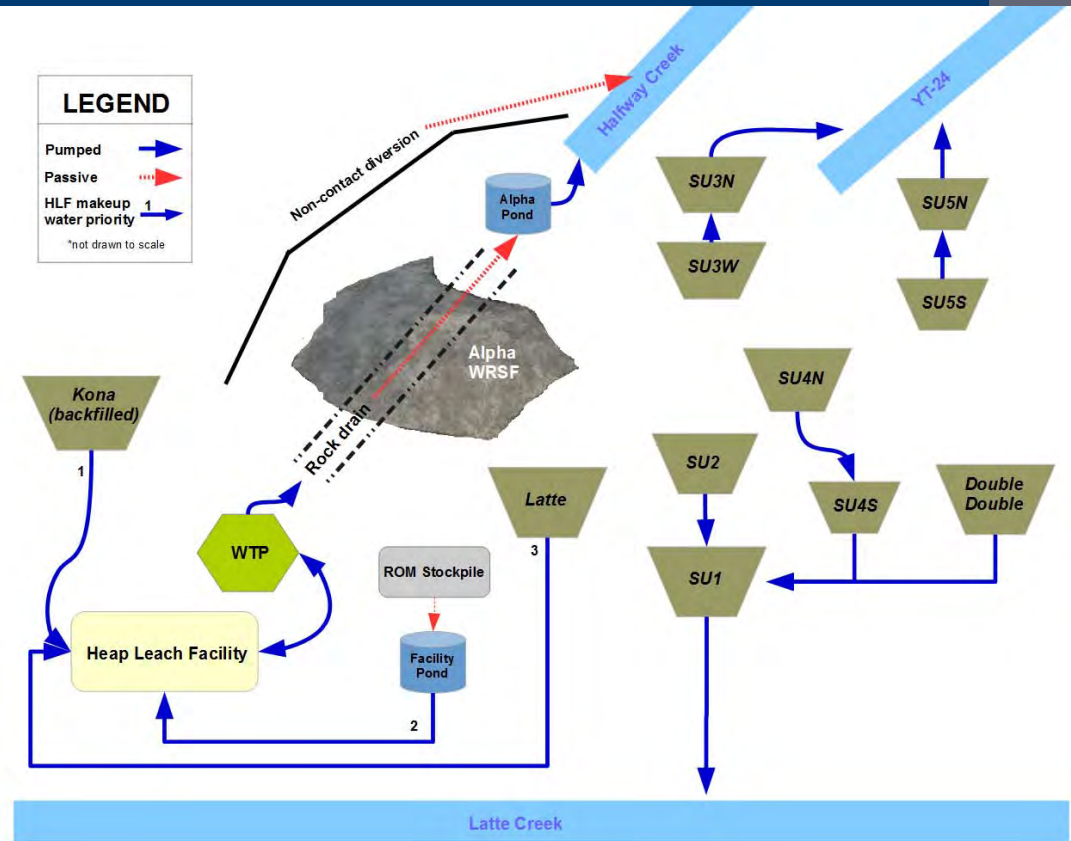 LEGEND
Pumped
Passive
HLF makeup
water priority
1
*not drawn to scale
Non-contact diversion
Halfway Creek
YT-24
Alpha
Pond
SU3N
SU3W
SU5N
SU5S
Alpha
WRSF
Rock drain
Kona
(backfilled)
1
SU4N
SU2
SU4S
Double
Double
Latte
3
WTP
ROM Stockpile
SU1
Heap Leach Facility
Facility
Pond
2
Latte Creek